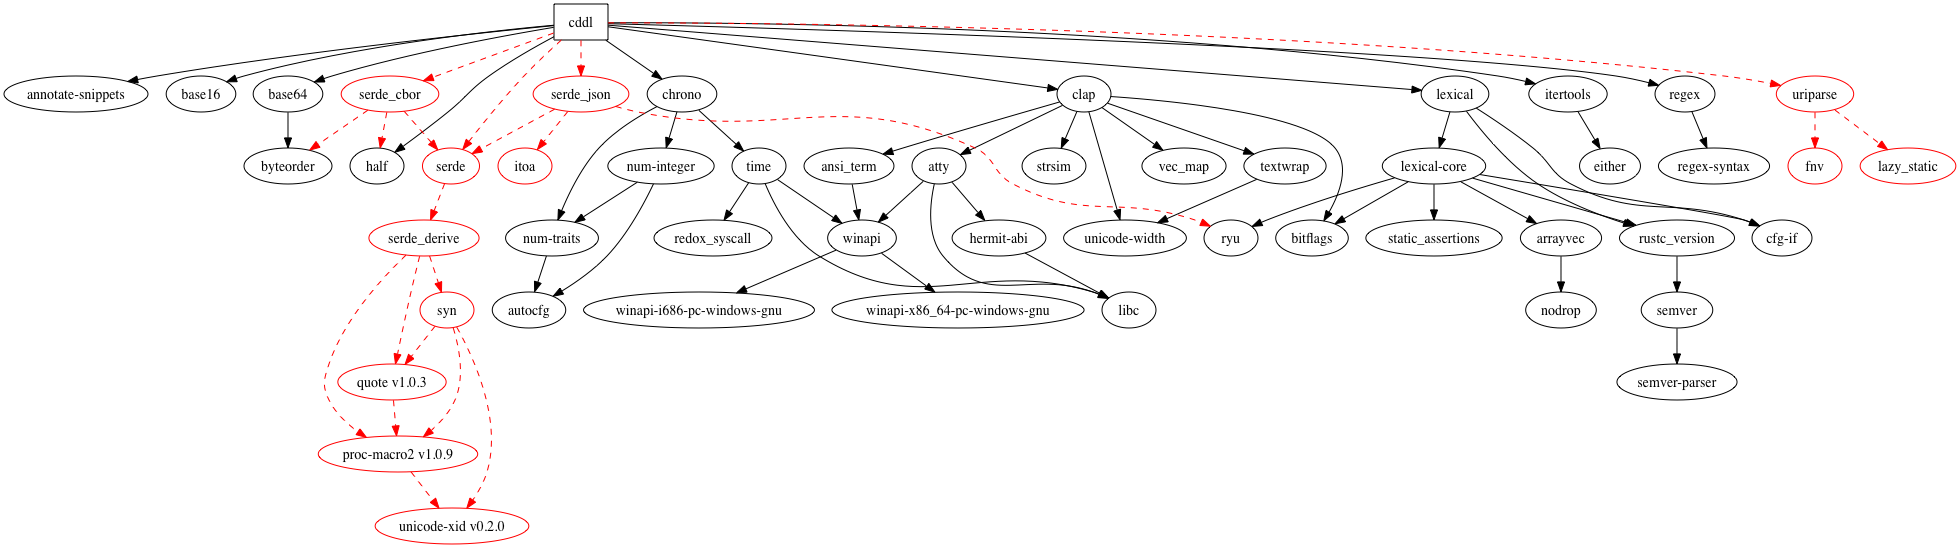 cddl
annotate-snippets
base16
base64
serde_cbor
serde_json
chrono
clap
lexical
itertools
regex
uriparse
byteorder
half
serde
itoa
num-integer
time
ansi_term
atty
strsim
vec_map
textwrap
lexical-core
either
regex-syntax
fnv
lazy_static
serde_derive
num-traits
redox_syscall
winapi
hermit-abi
unicode-width
ryu
bitflags
static_assertions
arrayvec
rustc_version
cfg-if
syn
autocfg
winapi-i686-pc-windows-gnu
winapi-x86_64-pc-windows-gnu
libc
nodrop
semver
quote v1.0.3
semver-parser
proc-macro2 v1.0.9
unicode-xid v0.2.0